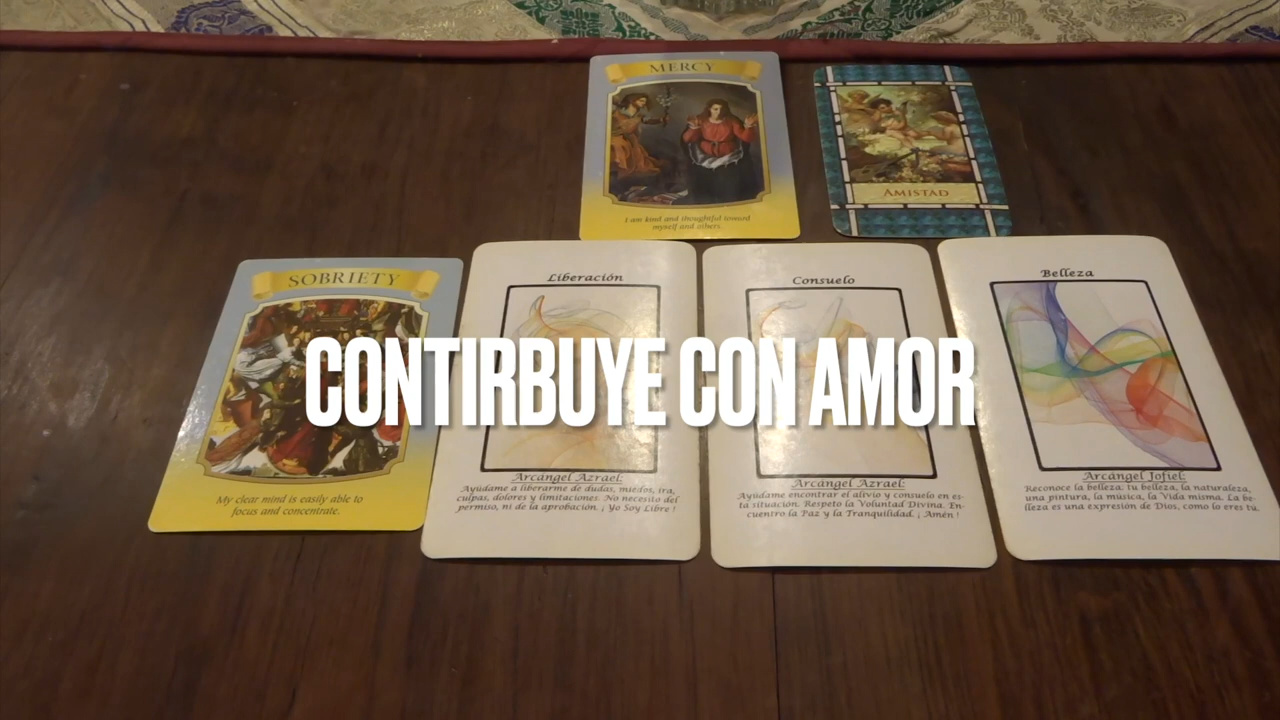 MERCY
I am kind and thoughtful toward
myself and others.
AMISTAD
SOBRIETY
My clear mind is easily able to
focus and concentrate.
Liberación
Arcángel Azrael:
Ayúdame a liberarme de dudas, miedos, ira,
culpas, dolores y limitaciones. No necesito del
permiso, ni de la aprobación. ¡ Yo Soy Libre !
Consuelo
Arcángel Azrael:
Ayúdame encontrar el alivio y consuelo en es-
ta situación. Respeto la Voluntad Divina. En-
cuentro la Paz y la Tranquilidad. ¡ Amén !
Belleza
Arcángel Jofiel:
Reconoce la belleza, tu belleza, la naturaleza,
una pintura, la música, la Vida misma. La be-
lleza es una expresión de Dios, como lo eres tú.
CONTIRBUYE CON AMOR